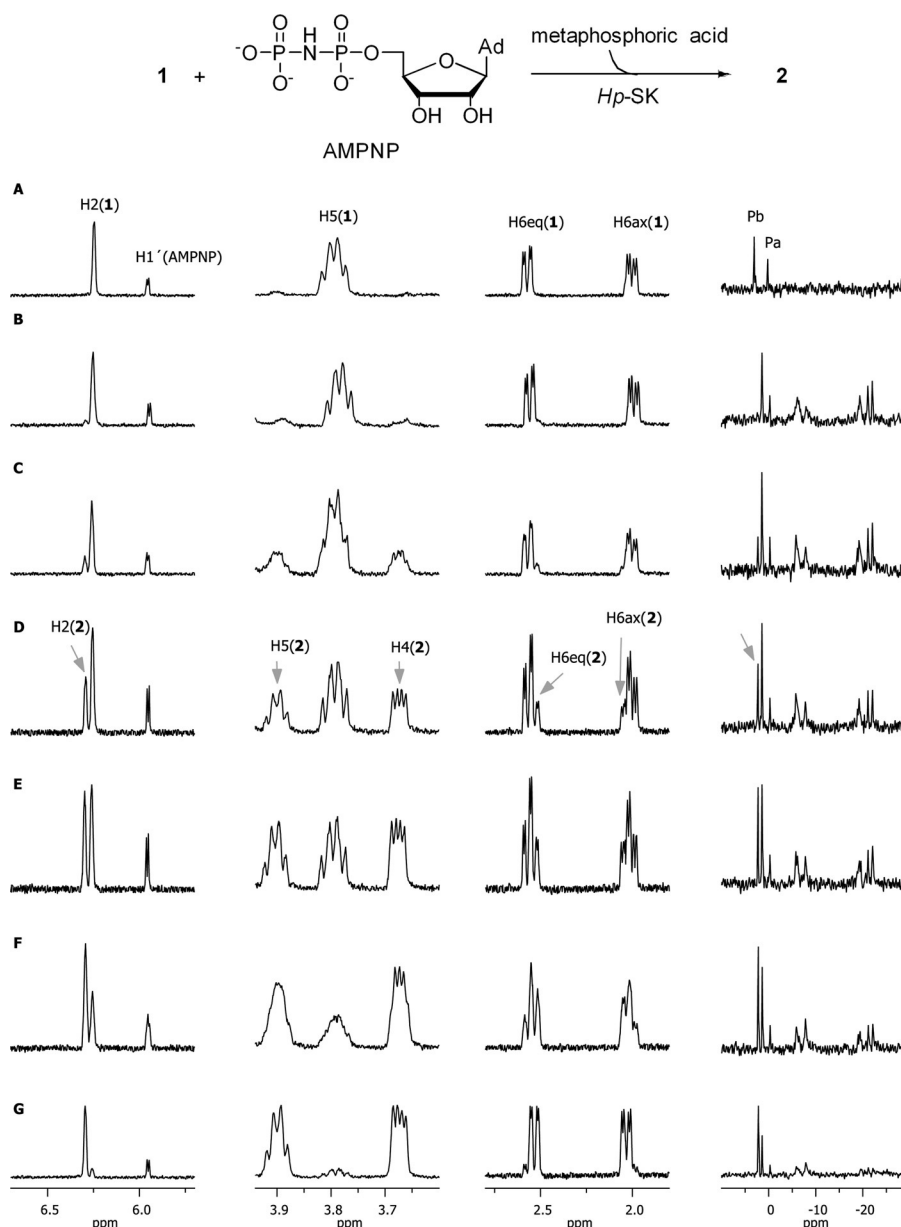 O O
H
-O P N P O Ad
O- O- O
OH OH
1 + metaphosphoric acid 2
Hp-SK
AMPNP
A
H2(1)
H1´(AMPNP)
H5(1)
H6eq(1)
H6ax(1)
Pb
Pa
B
C
D
H2(2)
H5(2)
H4(2)
H6ax(2)
H6eq(2)
E
F
G
6.5 6.0 3.9 3.8 3.7 2.5 2.0 0 -10 -20
ppm ppm ppm ppm